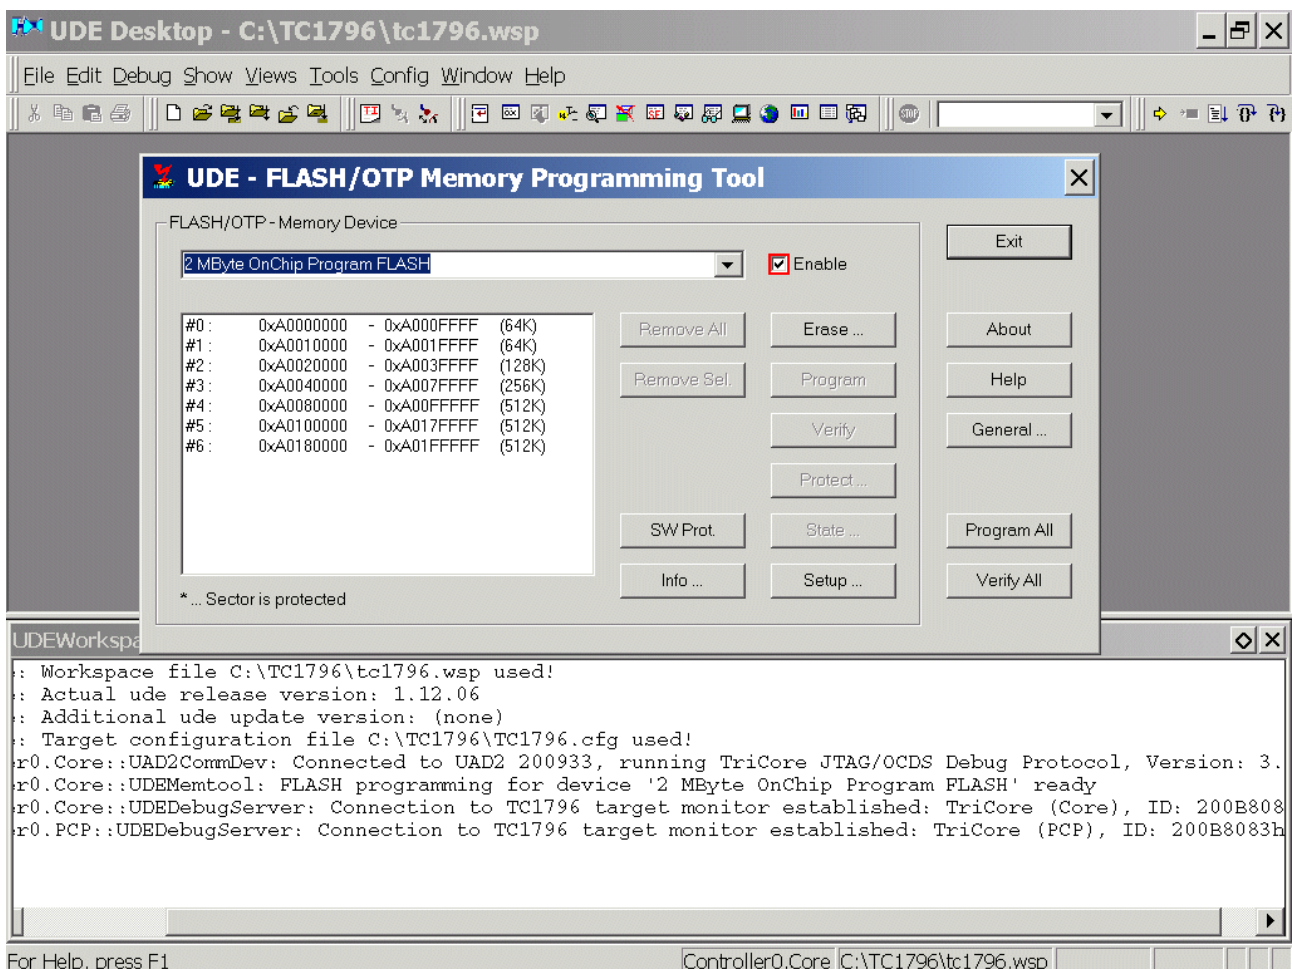 UDE Desktop - C:\TC1796\tc1796.wsp
File Edit Debug Show Views Tools Config Window Help
STOP
UDE - FLASH/OTP Memory Programming Tool
FLASH/OTP - Memory Device
2 MByte OnChip Program FLASH
Enable
Exit
#0 : 0xA0000000 - 0xA000FFFF (64K)
#1 : 0xA0010000 - 0xA001FFFF (64K)
#2 : 0xA0020000 - 0xA003FFFF (128K)
#3 : 0xA0040000 - 0xA007FFFF (256K)
#4 : 0xA0080000 - 0xA00FFFFF (512K)
#5 : 0xA0100000 - 0xA017FFFF (512K)
#6 : 0xA0180000 - 0xA01FFFFF (512K)
Remove All
Erase ...
About
Remove Sel.
Program
Help
Verify
General ...
Protect ...
SW Prot.
State ...
Program All
Info ...
Setup ...
Verify All
* ... Sector is protected
UDEWorkspa
: Workspace file C:\TC1796\tc1796.wsp used!
: Actual ude release version: 1.12.06
: Additional ude update version: (none)
: Target configuration file C:\TC1796\TC1796.cfg used!
r0.Core::UAD2CommDev: Connected to UAD2 200933, running TriCore JTAG/OCDS Debug Protocol, Version: 3.
r0.Core::UDEMemtool: FLASH programming for device '2 MByte OnChip Program FLASH' ready
r0.Core::UDEDebugServer: Connection to TC1796 target monitor established: TriCore (Core), ID: 200B808
r0.PCP::UDEDebugServer: Connection to TC1796 target monitor established: TriCore (PCP), ID: 200B8083h
For Help, press F1
Controller0.Core
C:\TC1796\tc1796.wsp